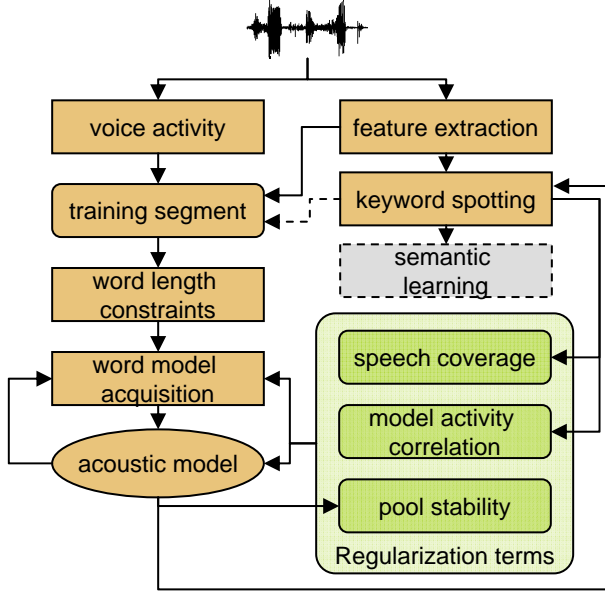 voice activity
feature extraction
training segment
keyword spotting
semantic
learning
word length
constraints
speech coverage
word model
acquisition
model activity
correlation
acoustic model
pool stability
Regularization terms